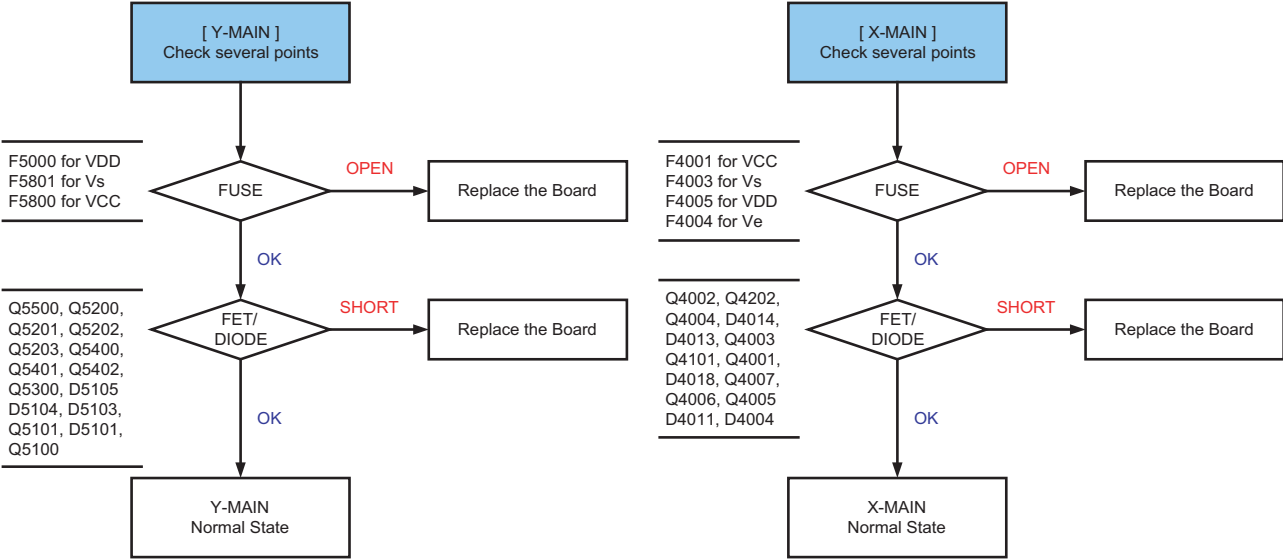 [ Y-MAIN ]
Check several points
F5000 for VDD
F5801 for Vs
F5800 for VCC
FUSE
OPEN
Replace the Board
OK
Q5500, Q5200,
Q5201, Q5202,
Q5203, Q5400,
Q5401, Q5402,
Q5300, D5105
D5104, D5103,
Q5101, D5101,
Q5100
FET/
DIODE
SHORT
Replace the Board
OK
Y-MAIN
Normal State
[ X-MAIN ]
Check several points
F4001 for VCC
F4003 for Vs
F4005 for VDD
F4004 for Ve
FUSE
OPEN
Replace the Board
OK
Q4002, Q4202,
Q4004, D4014,
D4013, Q4003
Q4101, Q4001,
D4018, Q4007,
Q4006, Q4005
D4011, D4004
FET/
DIODE
SHORT
Replace the Board
OK
X-MAIN
Normal State